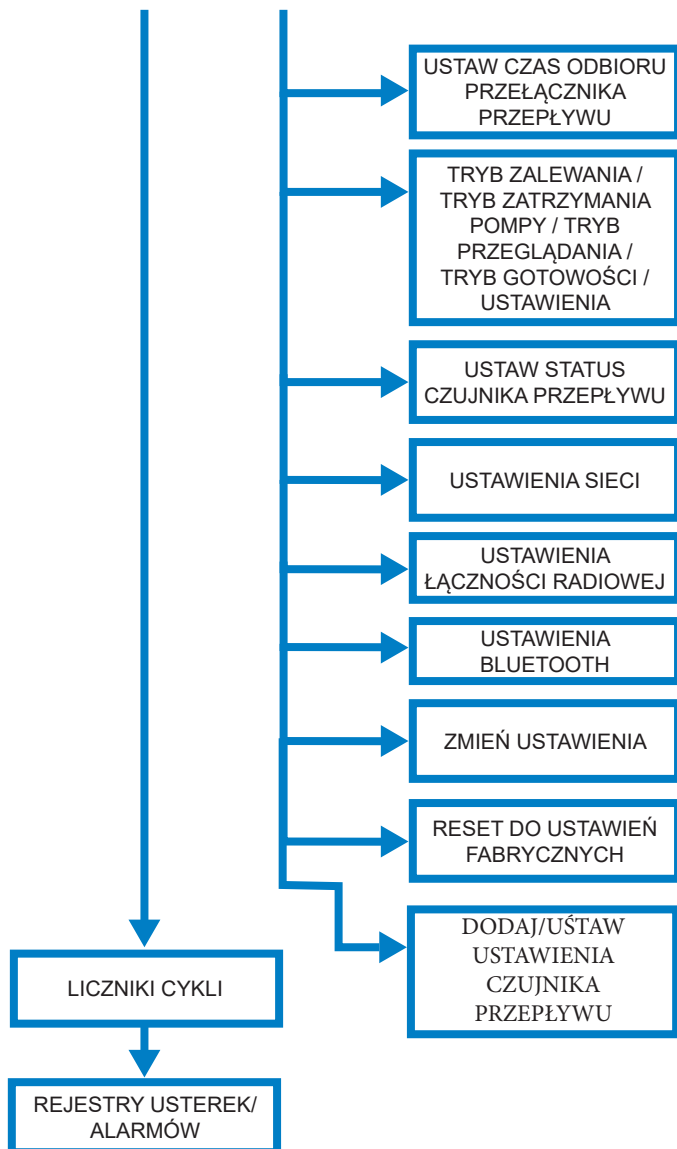 USTAW CZAS ODBIORU
PRZEŁĄCZNIKA
PRZEPŁYWU
TRYB ZALEWANIA /
TRYB ZATRZYMANIA
POMPY / TRYB
PRZEGLĄDANIA /
TRYB GOTOWOŚCI /
USTAWIENIA
USTAW STATUS
CZUJNIKA PRZEPŁYWU
USTAWIENIA SIECI
USTAWIENIA
ŁĄCZNOŚCI RADIOWEJ
USTAWIENIA
BLUETOOTH
ZMIEŃ USTAWIENIA
RESET DO USTAWIEŃ
FABRYCZNYCH
DODAJ/UŚTAW
USTAWIENIA
CZUJNIKA
PRZEPŁYWU
LICZNIKI CYKLI
REJESTRY USTEREK/
ALARMÓW